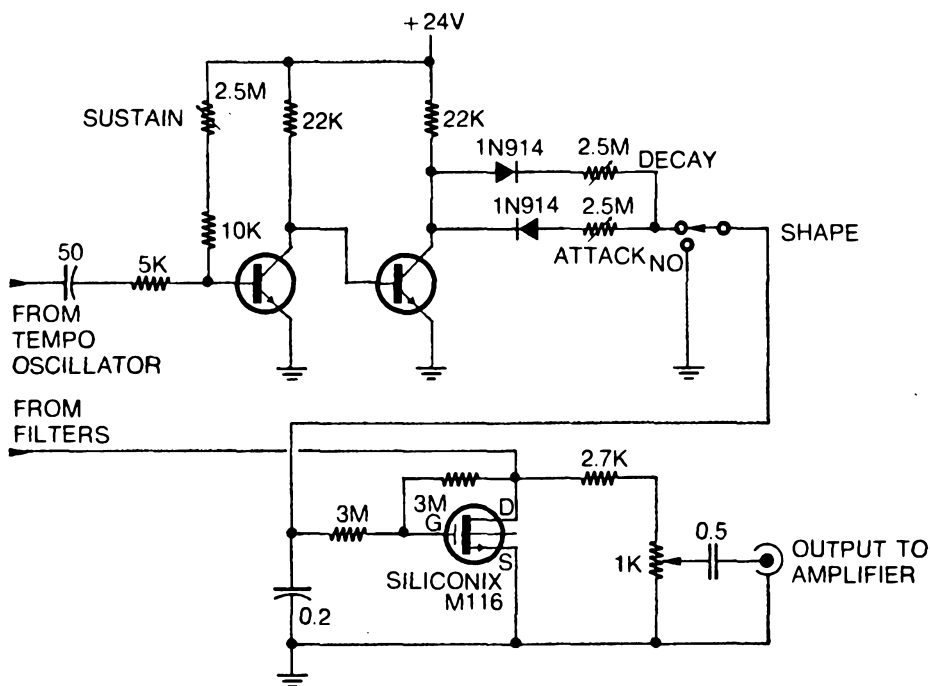 +24V
2.5M
SUSTAIN
22K
22K
1N914
2.5M
DECAY
1N914
2.5M
10K
ATTACK
NO
SHAPE
50
5K
FROM
TEMPO
OSCILLATOR
FROM
FILTERS
2.7K
3M
3M
G
D
S
SILICONIX
M116
0.2
1K
0.5
OUTPUT TO
AMPLIFIER